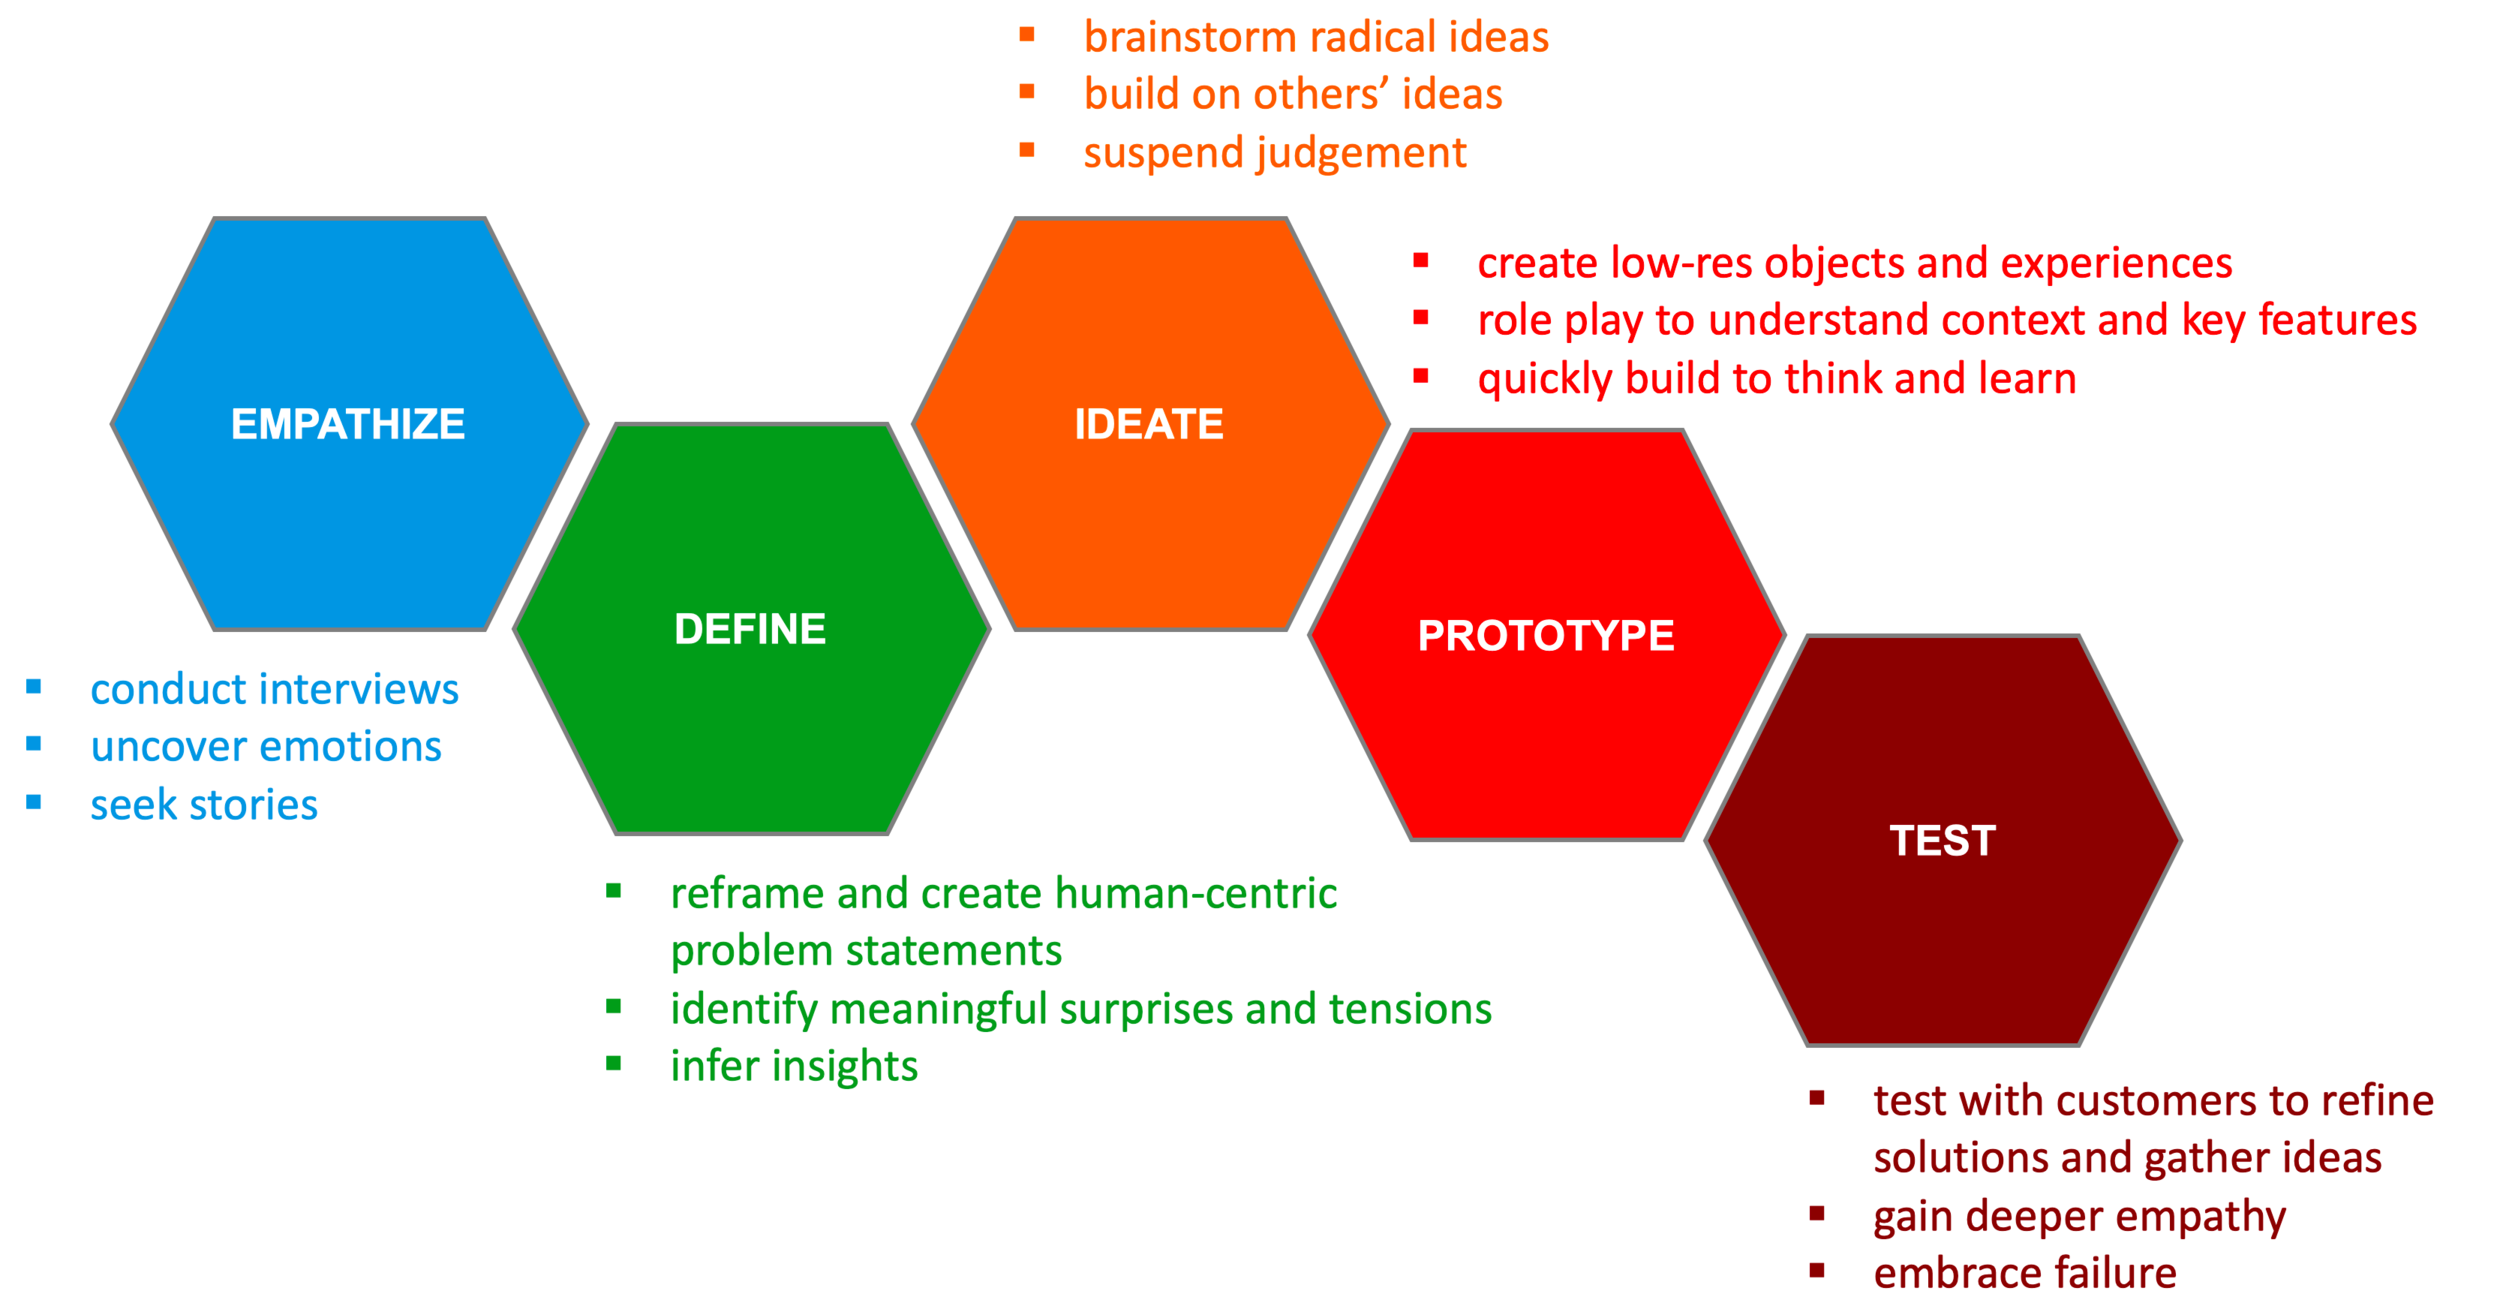 EMPATHIZE
▪ conduct interviews
▪ uncover emotions
▪ seek stories
DEFINE
▪ reframe and create human-centric
problem statements
▪ identify meaningful surprises and tensions
▪ infer insights
▪ brainstorm radical ideas
▪ build on others’ ideas
▪ suspend judgement
IDEATE
▪ create low-res objects and experiences
▪ role play to understand context and key features
▪ quickly build to think and learn
PROTOTYPE
TEST
▪ test with customers to refine
solutions and gather ideas
▪ gain deeper empathy
▪ embrace failure